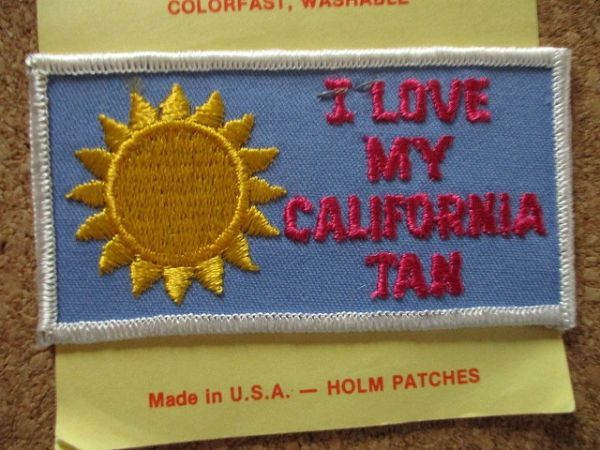 COLORFAST, WASHABLE
I LOVE
MY
CALIFORNIA
TAN
Made in U.S.A. — HOLM PATCHES